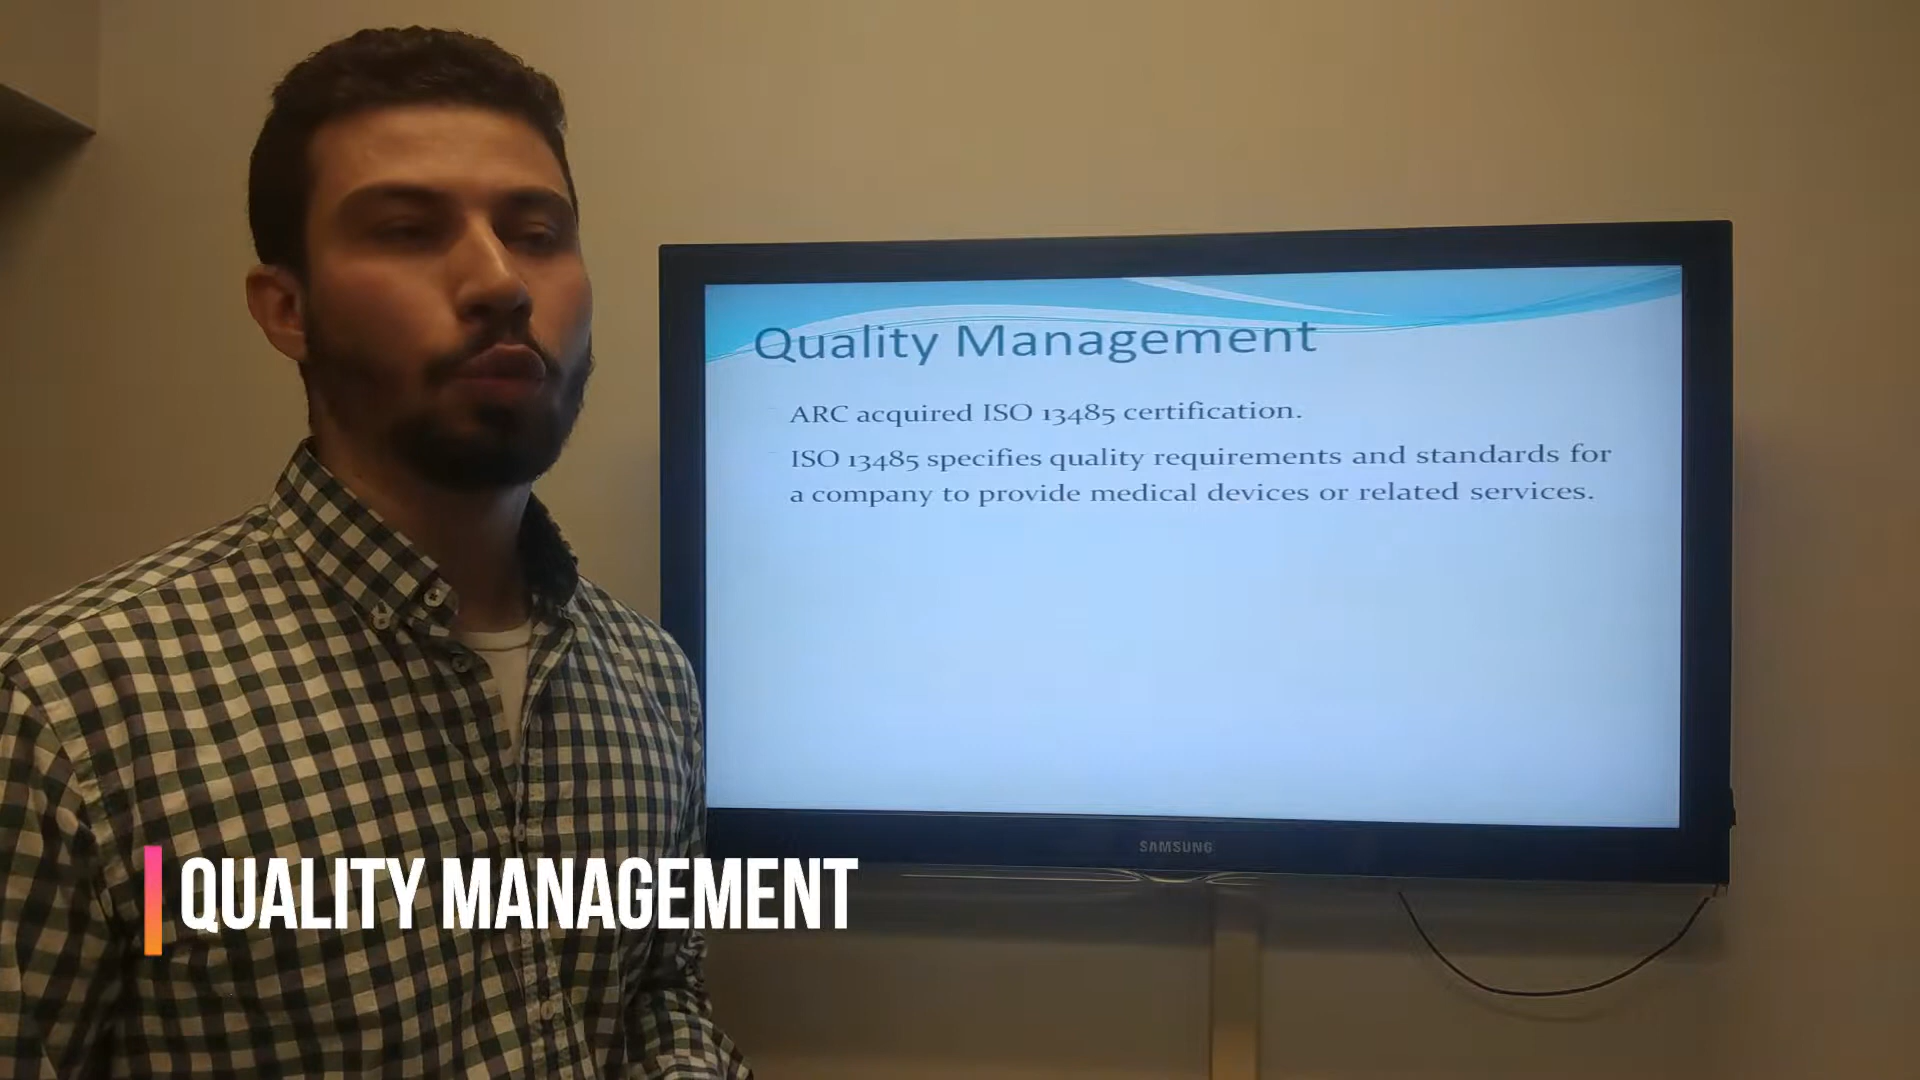 Quality Management
ARC acquired ISO 13485 certification.
ISO 13485 specifies quality requirements and standards for
a company to provide medical devices or related services.
SAMSUNG
QUALITY MANAGEMENT